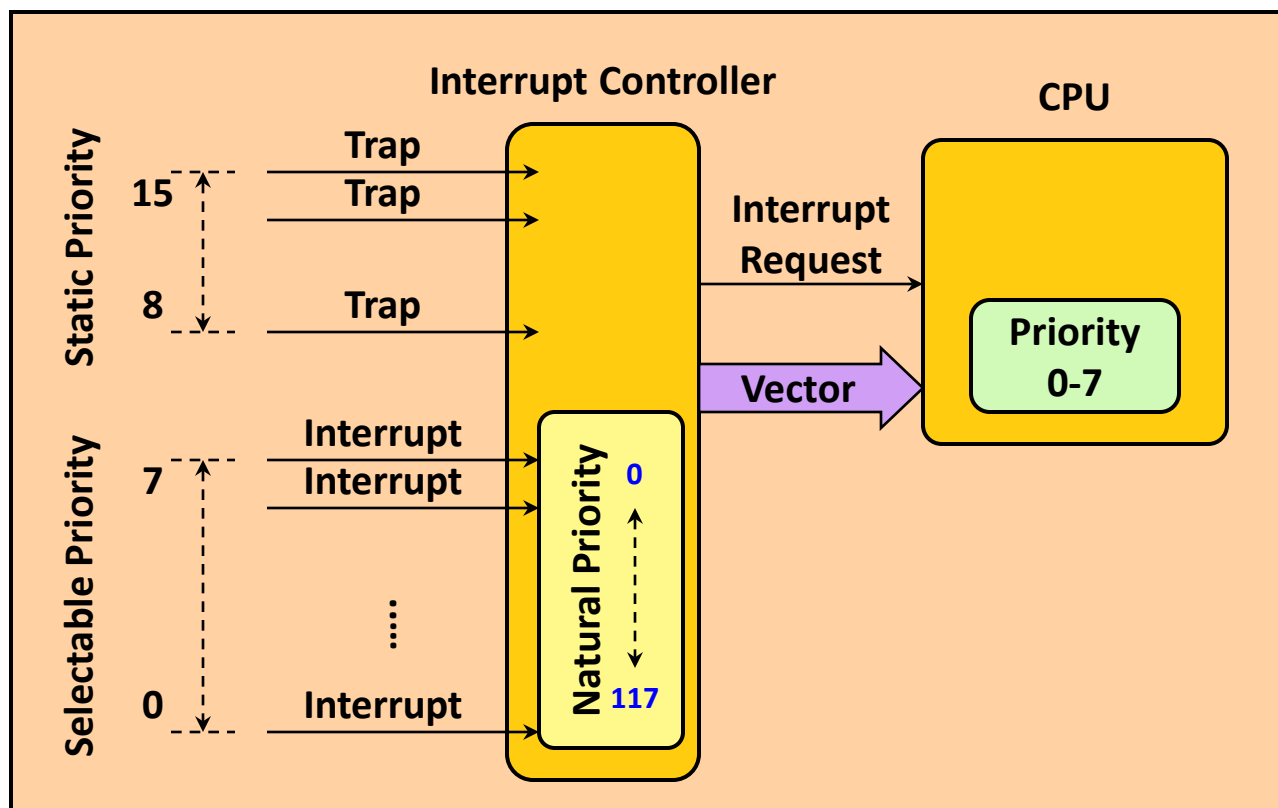 Interrupt Controller
CPU
Static Priority
15
8
Trap
Trap
Trap
Interrupt
Request
Vector
Priority
0-7
Selectable Priority
7
0
Interrupt
Interrupt
.....
Interrupt
Natural Priority
0
117